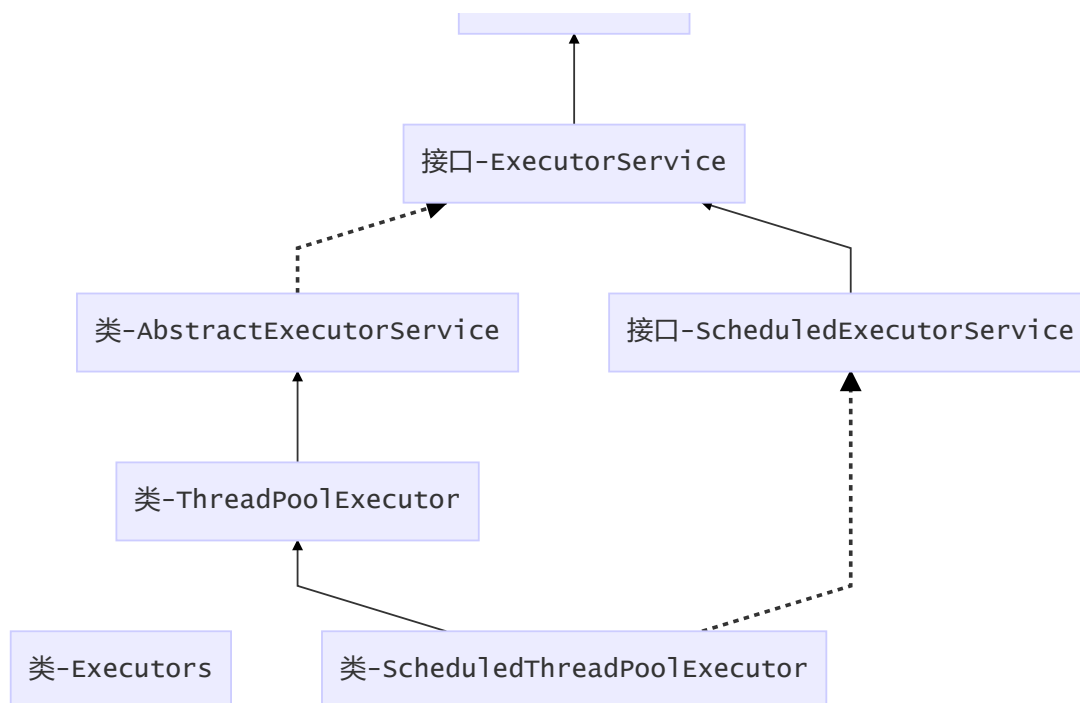 接口-ExecutorService
类-AbstractExecutorService
接口-ScheduledExecutorService
类-ThreadPoolExecutor
类-Executors
类-ScheduledThreadPoolExecutor